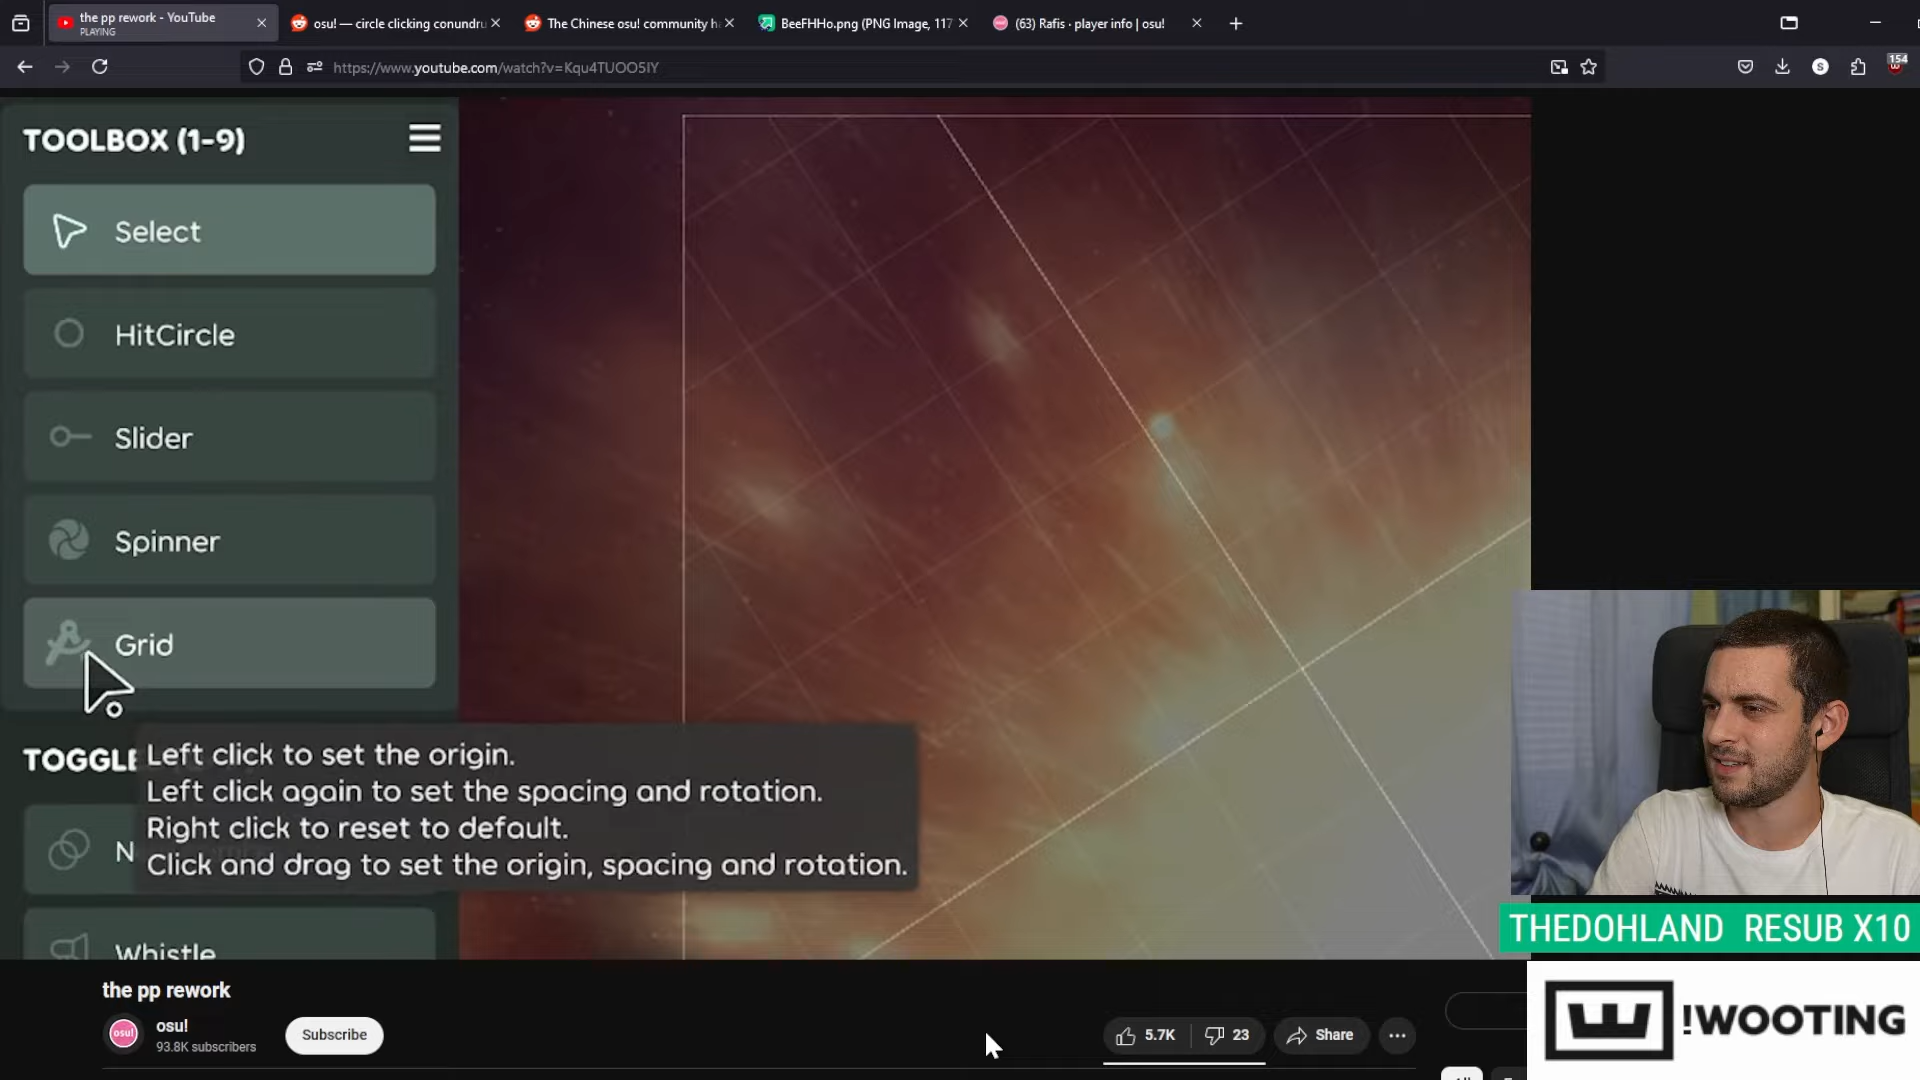 the pp rework - YouTube
PLAYING
osu! — circle clicking conundru
The Chinese osu! community h
BeeFHHo.png (PNG Image, 117
(63) Rafis · player info | osu!
https://www.youtube.com/watch?v=Kqu4TUOO5IY
S
154
TOOLBOX (1-9)
Select
HitCircle
Slider
Spinner
Grid
TOGGLE
Left click to set the origin.
Left click again to set the spacing and rotation.
Right click to reset to default.
Click and drag to set the origin, spacing and rotation.
N
Whistle
THEDOHLAND RESUB X10
the pp rework
osu!
osu!
93.8K subscribers
Subscribe
5.7K
23
Share
!WOOTING